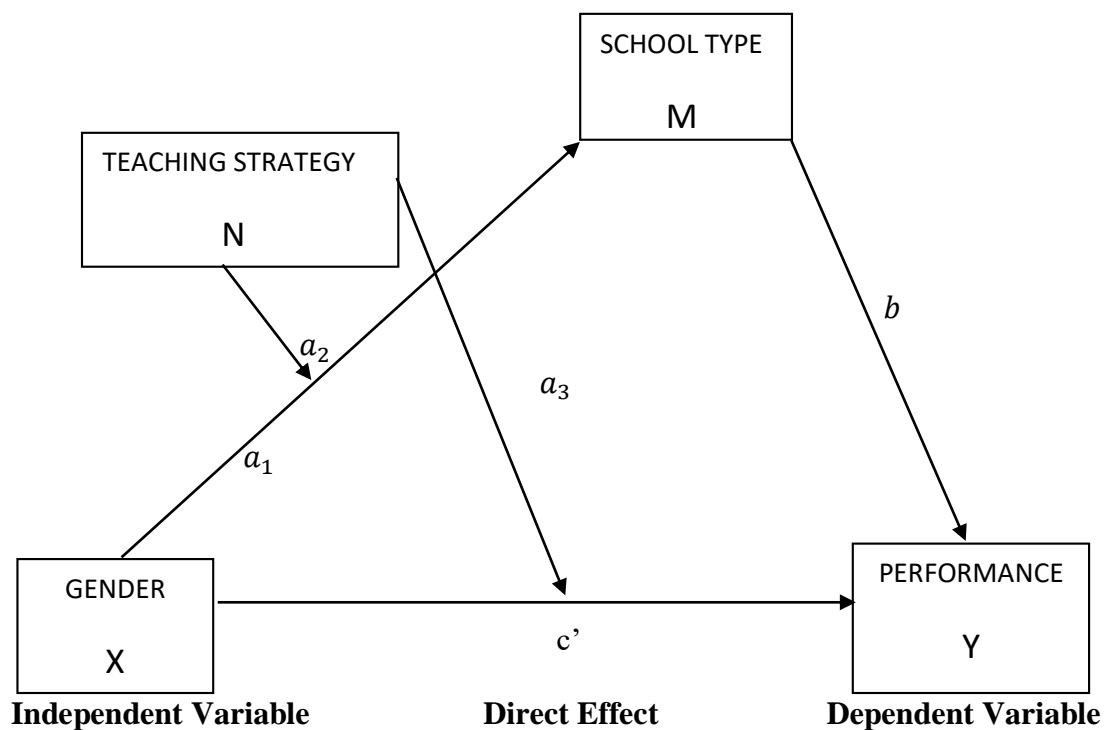 SCHOOL TYPE
M
TEACHING STRATEGY
N
a₂
a₁
a₃
b
GENDER
X
PERFORMANCE
Y
c’
Independent Variable
Direct Effect
Dependent Variable